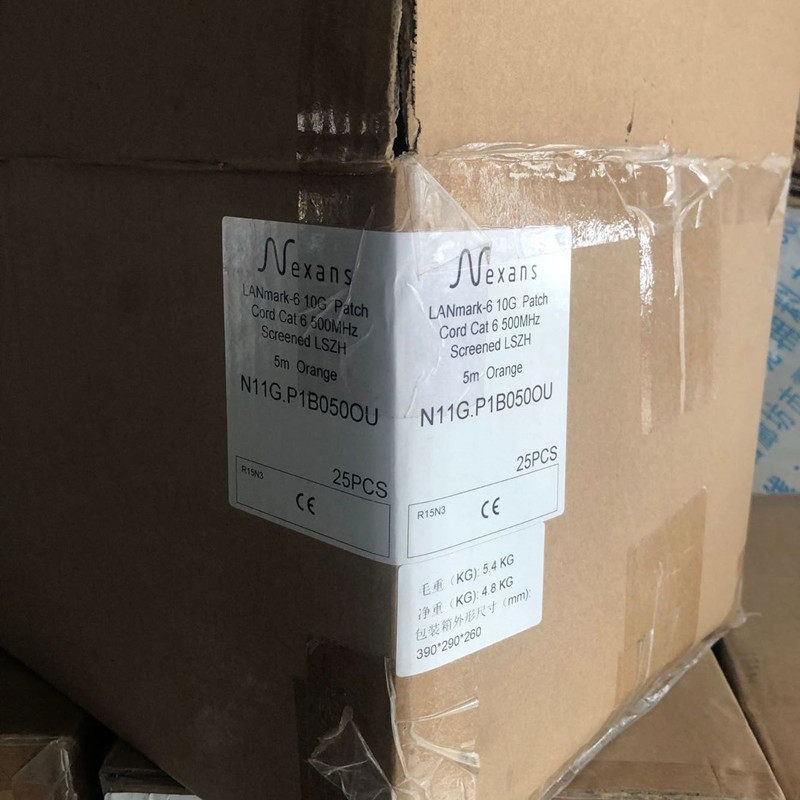 Nexans
LANmark-6 10G Patch
Cord Cat 6 500MHz
Screened LSZH
5m Orange
N11G.P1B050OU
25PCS
R15N3
CE
Nexans
LANmark-6 10G Patch
Cord Cat 6 500MHz
Screened LSZH
5m Orange
N11G.P1B050OU
25PCS
R15N3
CE
毛重（KG): 5.4 KG
净重（KG): 4.8 KG
包装箱外形尺寸（mm):
390*290*260